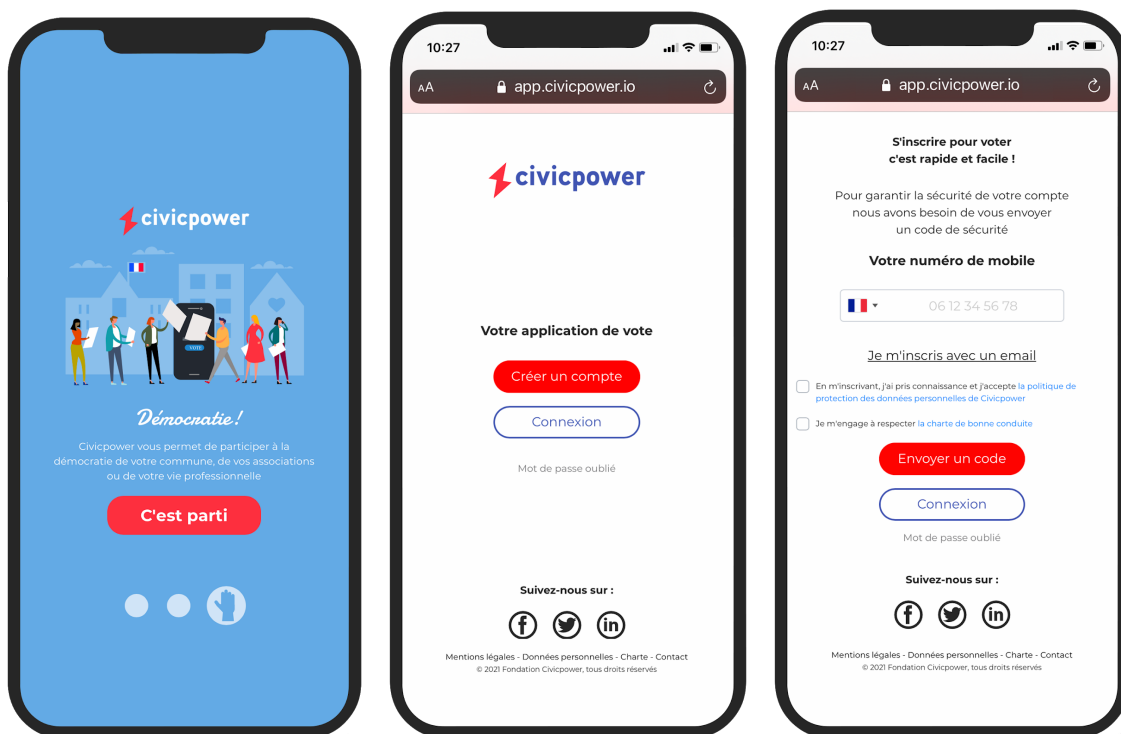 civicpower
VOTE
Démocratie!
Civicpower vous permet de participer à la
démocratie de votre commune, de vos associations
ou de votre vie professionnelle
C'est parti
10:27
AA app.civicpower.io
civicpower
Votre application de vote
Créer un compte
Connexion
Mot de passe oublié
Suivez-nous sur :
f in
Mentions légales - Données personnelles - Charte - Contact
© 2021 Fondation Civicpower, tous droits réservés
10:27
AA app.civicpower.io
S'inscrire pour voter
c'est rapide et facile !
Pour garantir la sécurité de votre compte
nous avons besoin de vous envoyer
un code de sécurité
Votre numéro de mobile
06 12 34 56 78
Je m'inscris avec un email
En m'inscrivant, j'ai pris connaissance et j'accepte la politique de
protection des données personnelles de Civicpower
Je m'engage à respecter la charte de bonne conduite
Envoyer un code
Connexion
Mot de passe oublié
Suivez-nous sur :
f in
Mentions légales - Données personnelles - Charte - Contact
© 2021 Fondation Civicpower, tous droits réservés